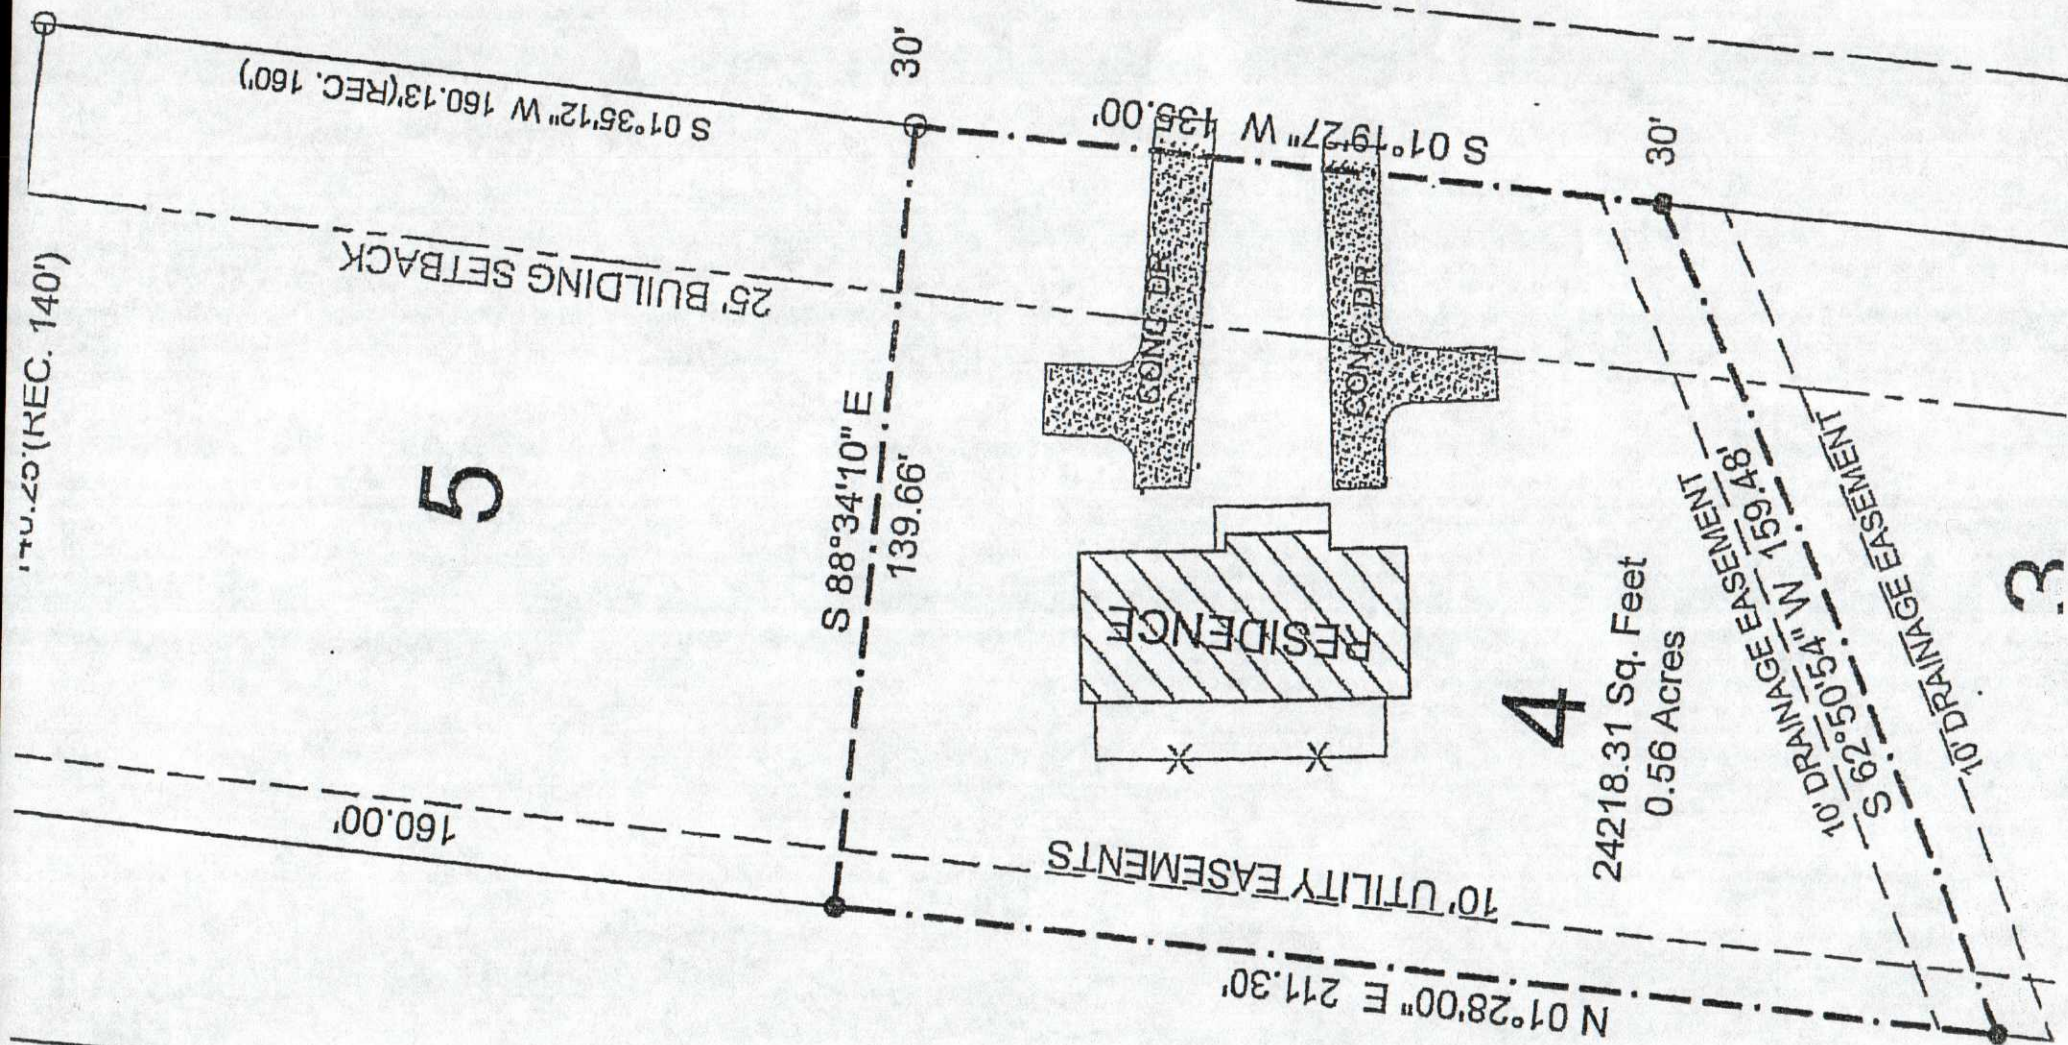 (REC. 140')
S 01°35'12" W 160.13'(REC. 160')
30'
25' BUILDING SETBACK
5
160.00'
S 88°34'10" E
139.66'
S 01°19'27" W 135.00'
30'
CONC DR
CONC DR
RESIDENCE
4
24218.31 Sq. Feet
0.56 Acres
10' DRAINAGE EASEMENT
S 62°50'54" W 159.48'
10' DRAINAGE EASEMENT
3
10' UTILITY EASEMENTS
N 01°28'00" E 211.30'